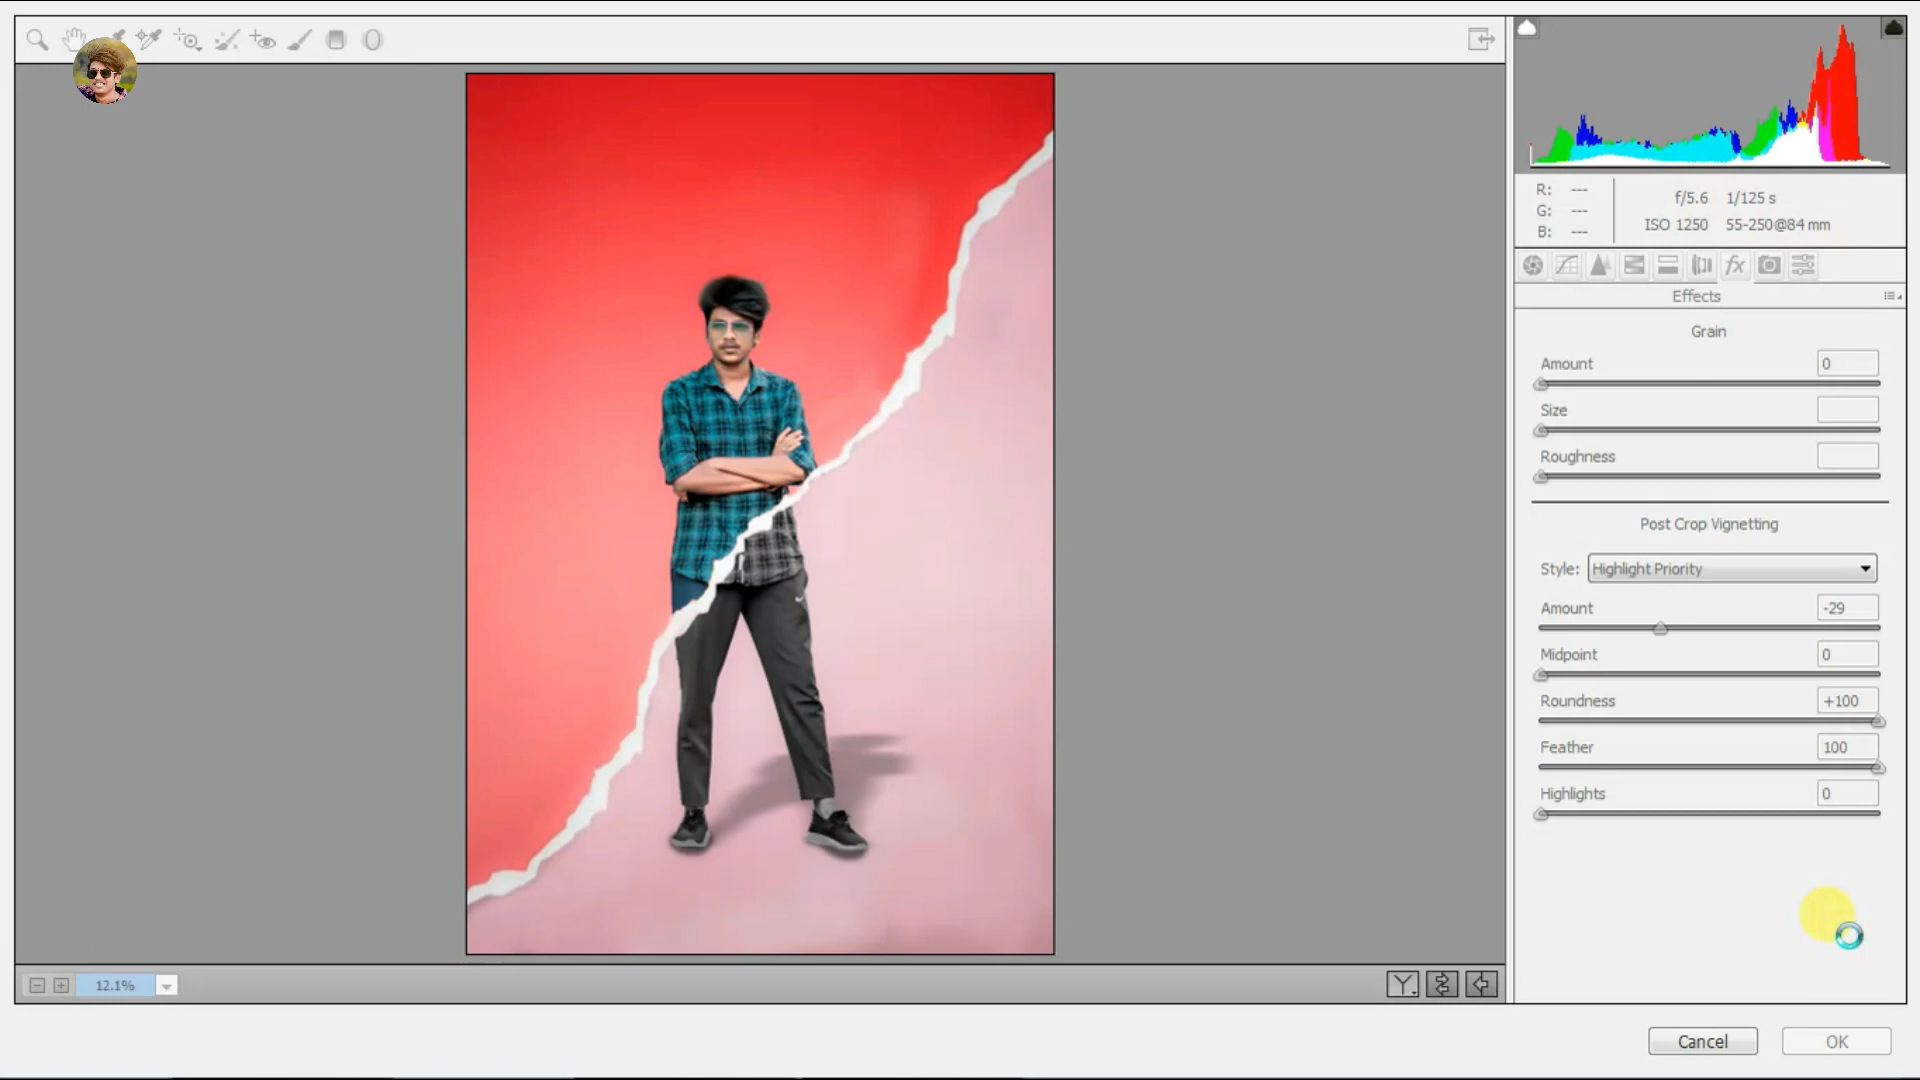 R: ---
G: ---
B: ---
f/5.6 1/125 s
ISO 1250 55-250@84 mm
fx
Effects
Grain
Amount 0
Size
Roughness
Post Crop Vignetting
Style: Highlight Priority
Amount -29
Midpoint 0
Roundness +100
Feather 100
Highlights 0
12.1%
Y
Cancel OK